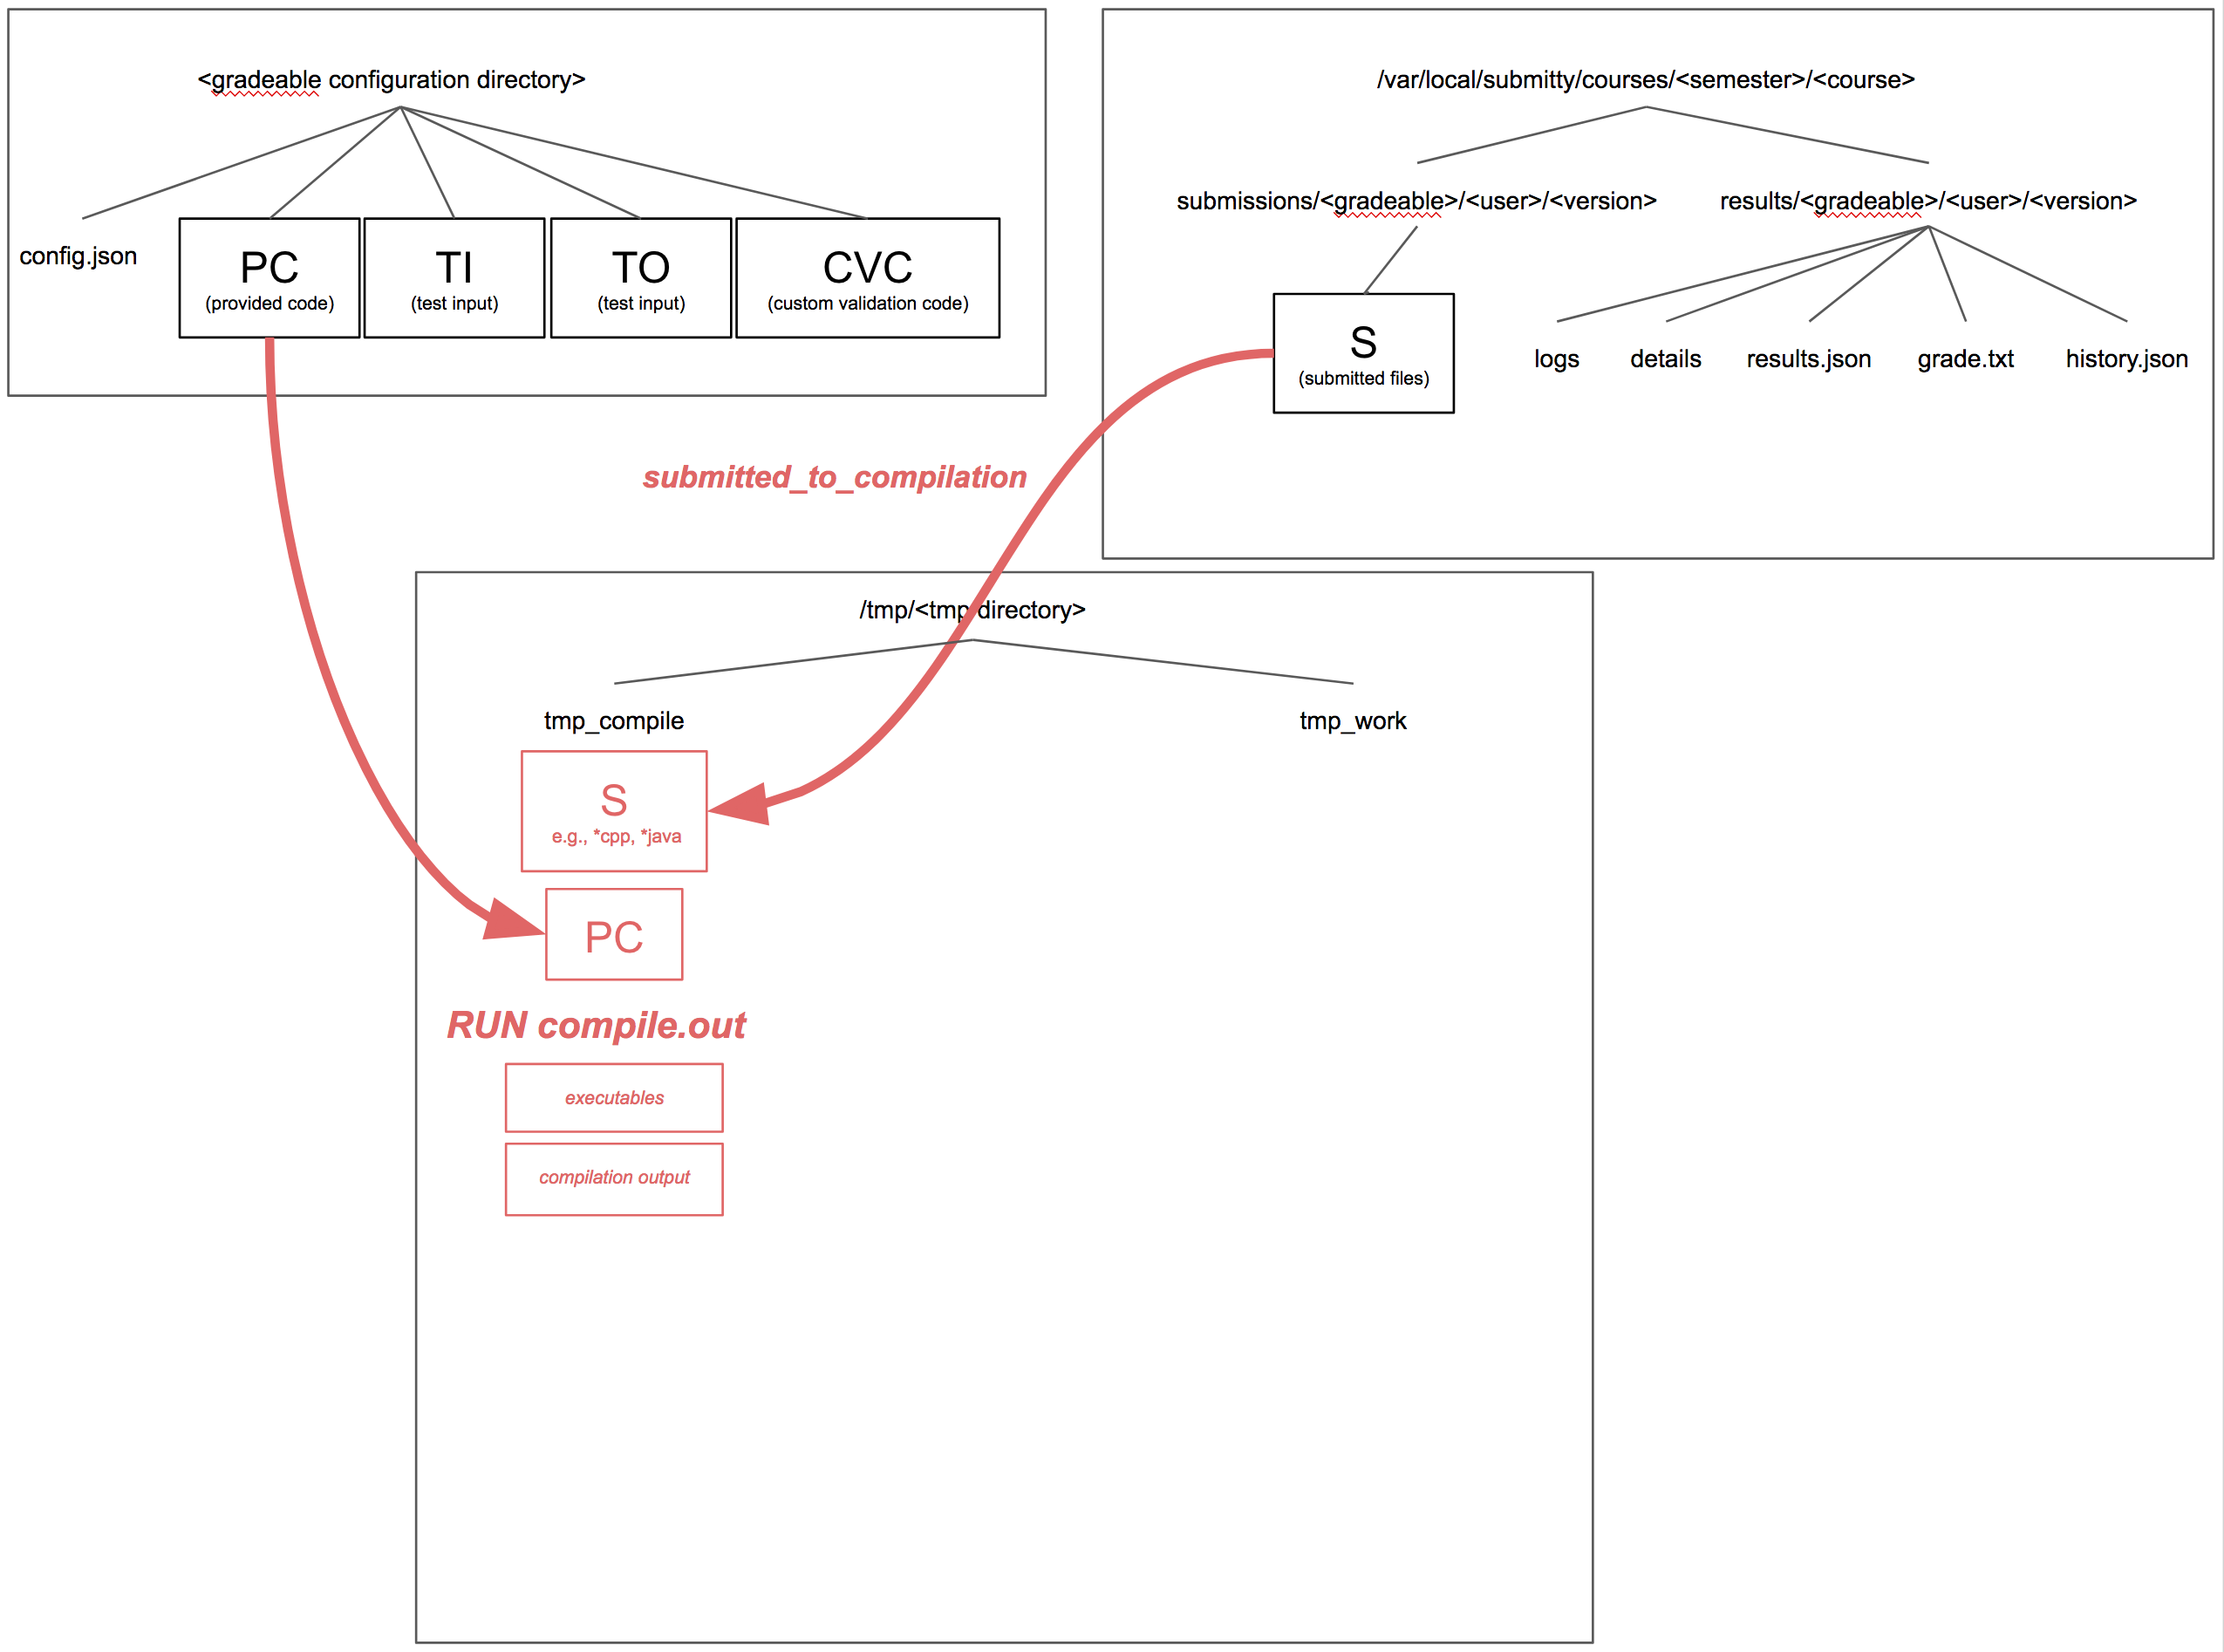 <gradeable configuration directory>
config.json
PC
(provided code)
TI
(test input)
TO
(test input)
CVC
(custom validation code)
/var/local/submitty/courses/<semester>/<course>
submissions/<gradeable>/<user>/<version>
results/<gradeable>/<user>/<version>
S
(submitted files)
logs
details
results.json
grade.txt
history.json
submitted_to_compilation
/tmp/<tmp directory>
tmp_compile
tmp_work
S
e.g., *cpp, *java
PC
RUN compile.out
executables
compilation output